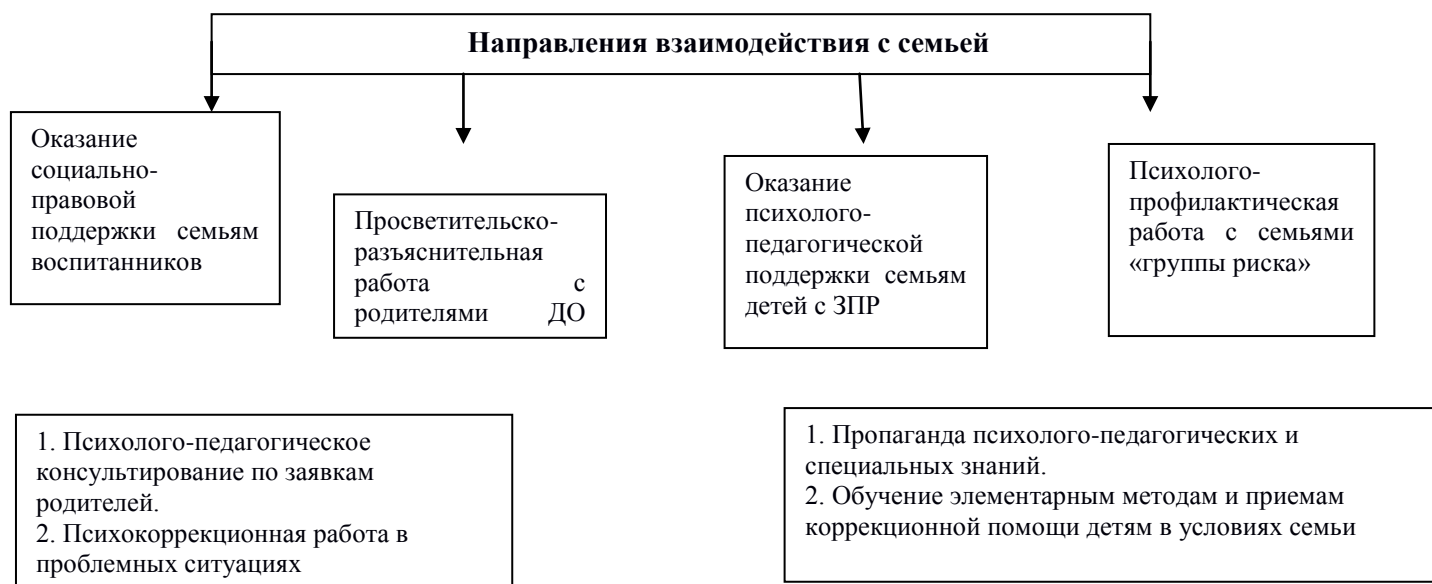 Направления взаимодействия с семьей
Оказание
социально-
правовой
поддержки семьям
воспитанников
Просветительско-
разъяснительная
работа с
родителями ДО
Оказание
психолого-
педагогической
поддержки семьям
детей с ЗПР
Психолого-
профилактическая
работа с семьями
«группы риска»
1. Психолого-педагогическое
консультирование по заявкам
родителей.
2. Психокоррекционная работа в
проблемных ситуациях
1. Пропаганда психолого-педагогических и
специальных знаний.
2. Обучение элементарным методам и приемам
коррекционной помощи детям в условиях семьи